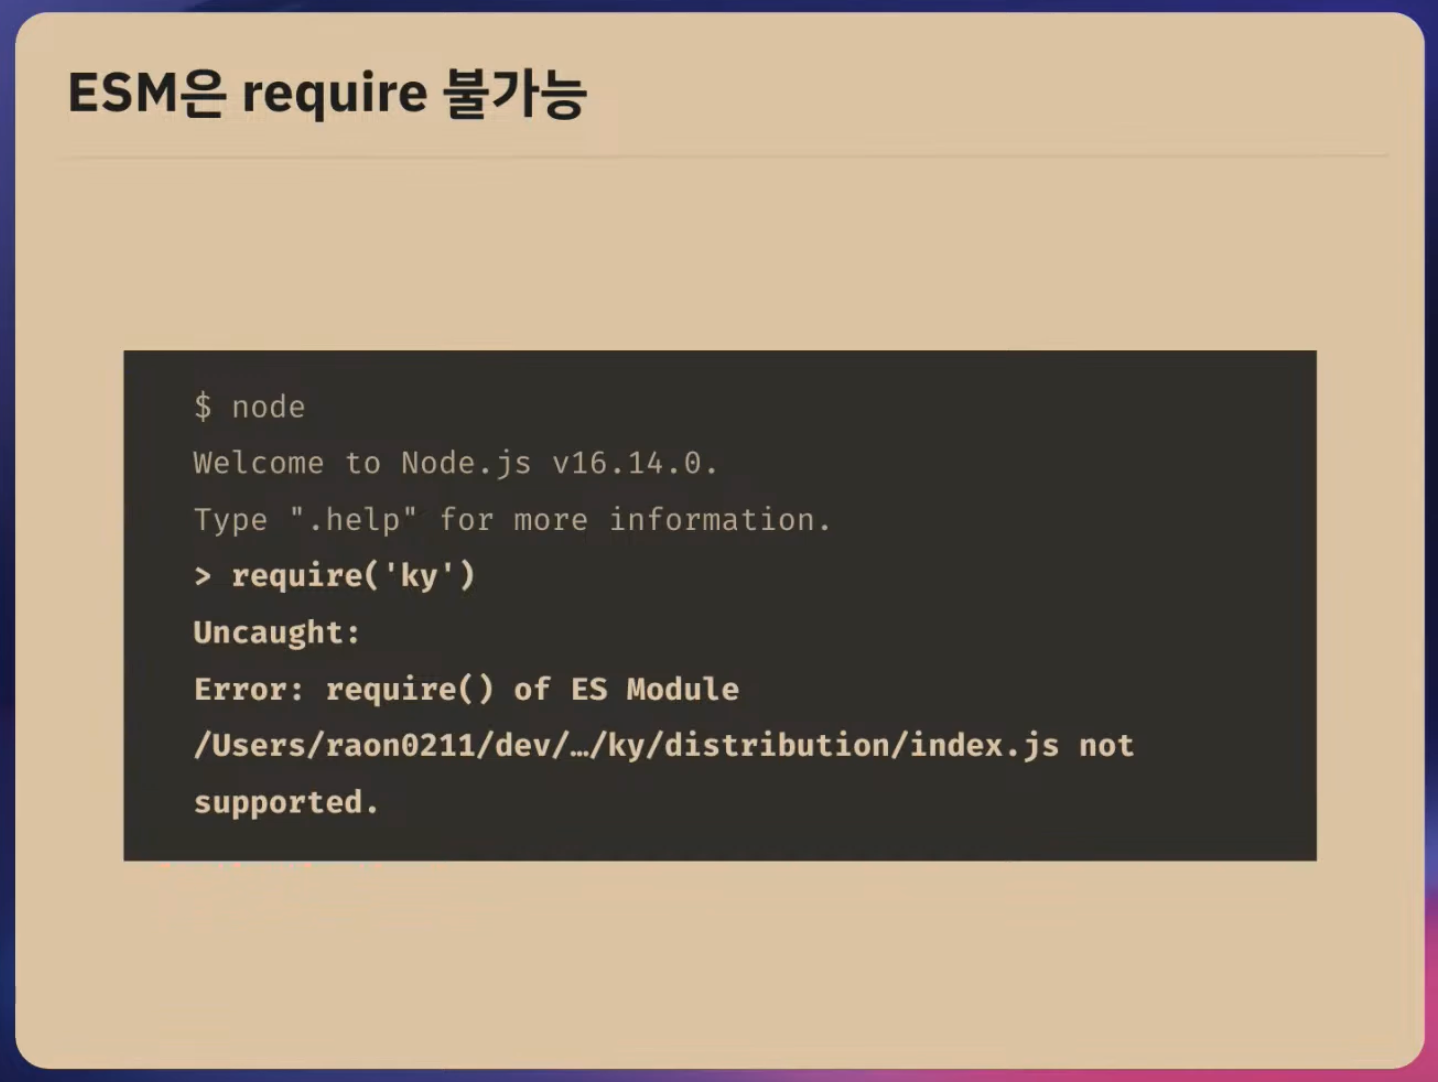 ESM은 require 불가능
$ node
Welcome to Node.js v16.14.0.
Type ".help" for more information.
> require('ky')
Uncaught:
Error: require() of ES Module
/Users/raon0211/dev/…/ky/distribution/index.js not
supported.